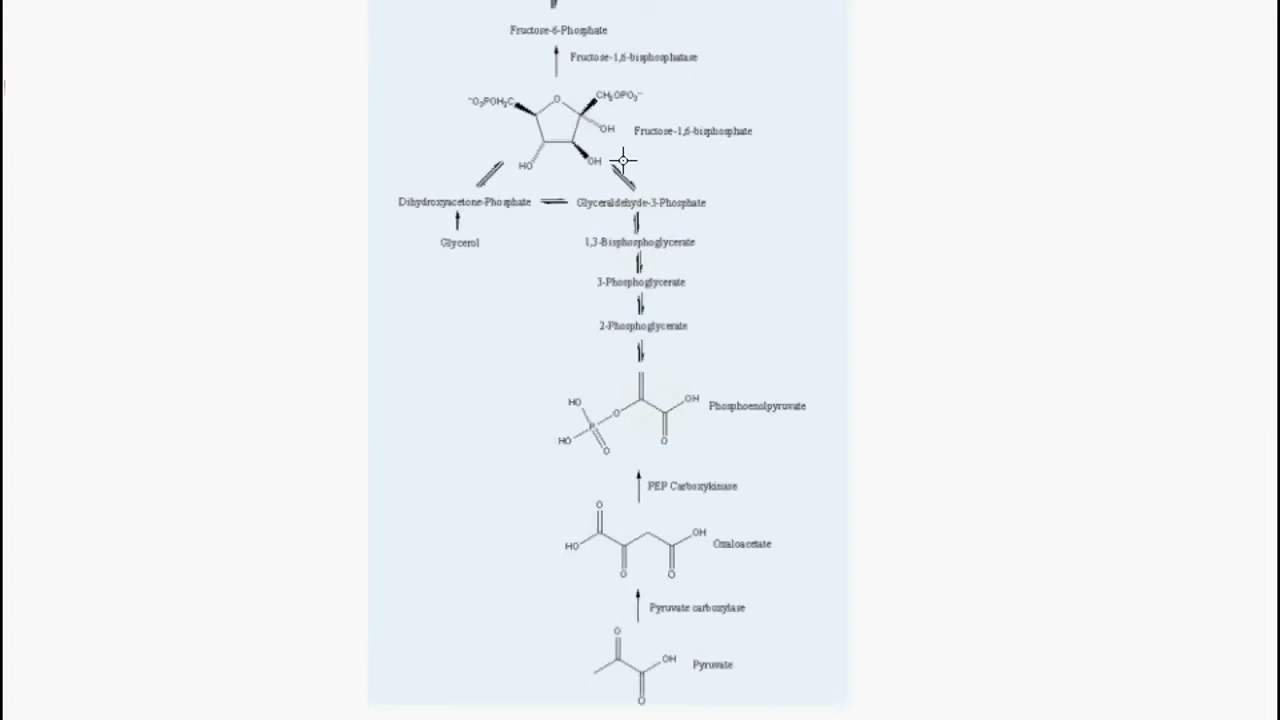 Fructose-6-Phosphate
Fructose-1,6-bisphosphatase
⁻O₃POH₂C
O
CH₂OPO₃²⁻
OH
Fructose-1,6-bisphosphate
HO
OH
Dihydroxyacetone-Phosphate
Glyceraldehyde-3-Phosphate
Glycerol
1,3-Bisphosphoglycerate
3-Phosphoglycerate
2-Phosphoglycerate
HO
O
OH
Phosphoenolpyruvate
P
HO
O
O
PEP Carboxykinase
O
HO
OH
Oxaloacetate
O
O
Pyruvate carboxylase
O
OH
Pyruvate
O